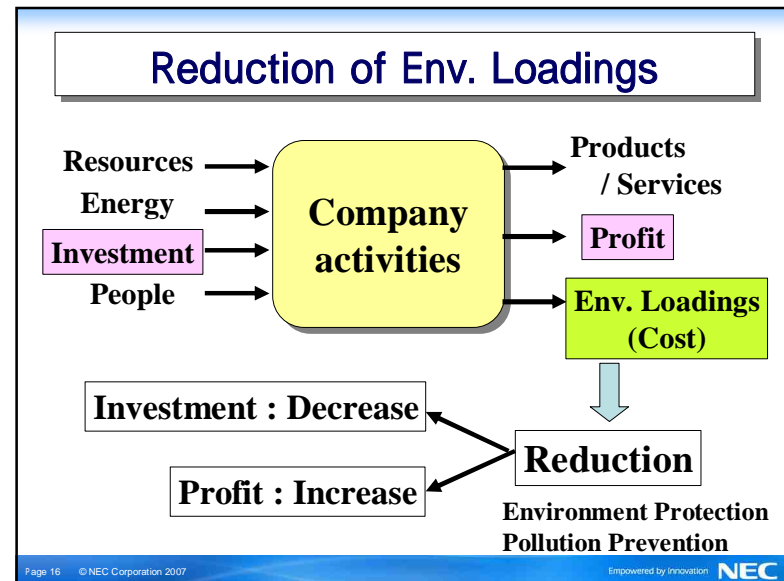 Reduction of Env. Loadings
Resources
Energy
Investment
People
Company
activities
Products
/ Services
Profit
Env. Loadings
(Cost)
Investment : Decrease
Profit : Increase
Reduction
Environment Protection
Pollution Prevention
Page 16 © NEC Corporation 2007
Empowered by Innovation NEC